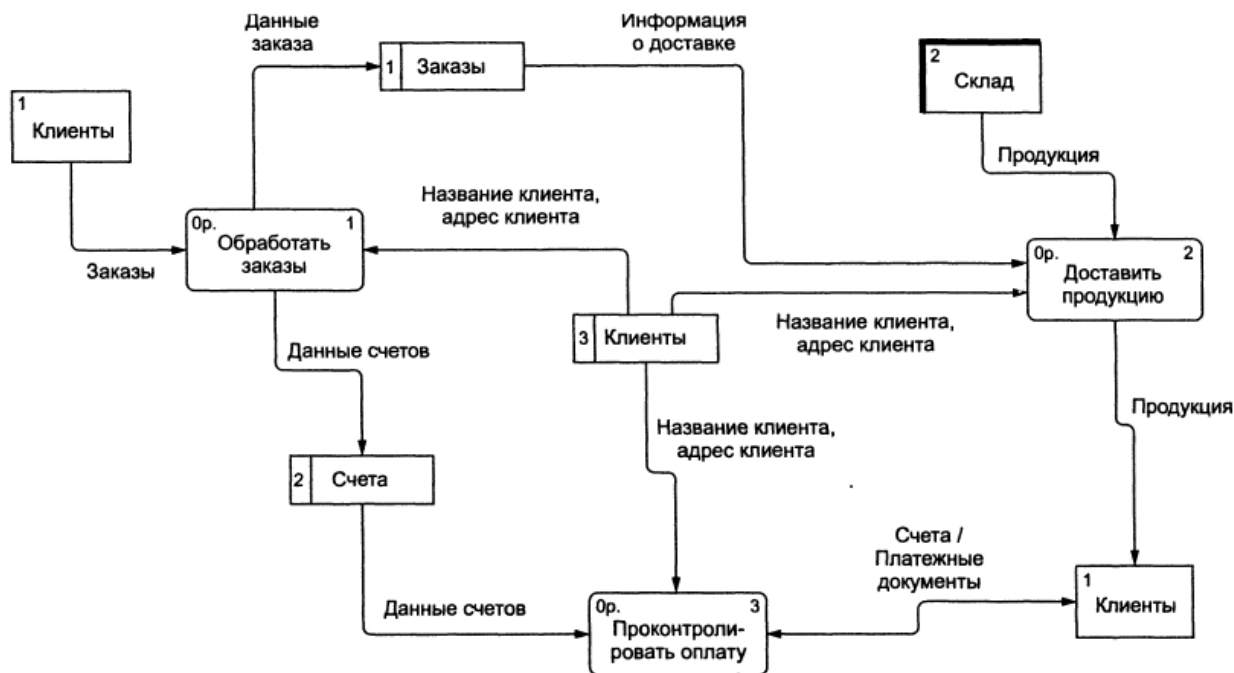 Данные
заказа
Информация
о доставке
1 Заказы
2
Склад
1
Клиенты
Продукция
Название клиента,
адрес клиента
0р. 1
Обработать
заказы
Заказы
0р. 2
Доставить
продукцию
3 Клиенты
Название клиента,
адрес клиента
Данные счетов
Продукция
Название клиента,
адрес клиента
2 Счета
Счета /
Платежные
документы
1
Клиенты
Данные счетов
0р. 3
Проконтроли-
ровать оплату